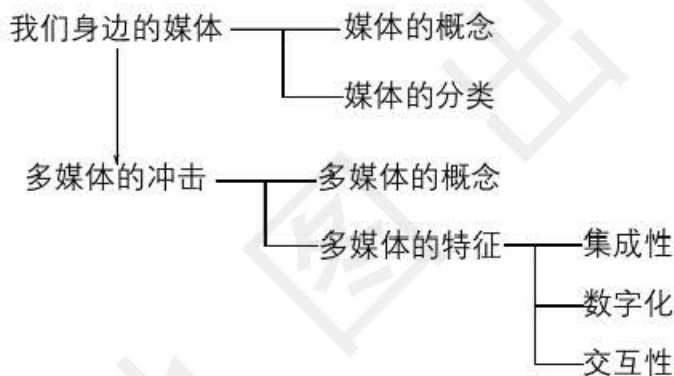 我们身边的媒体 媒体的概念
媒体的分类
多媒体的冲击 多媒体的概念
多媒体的特征 集成性
数字化
交互性